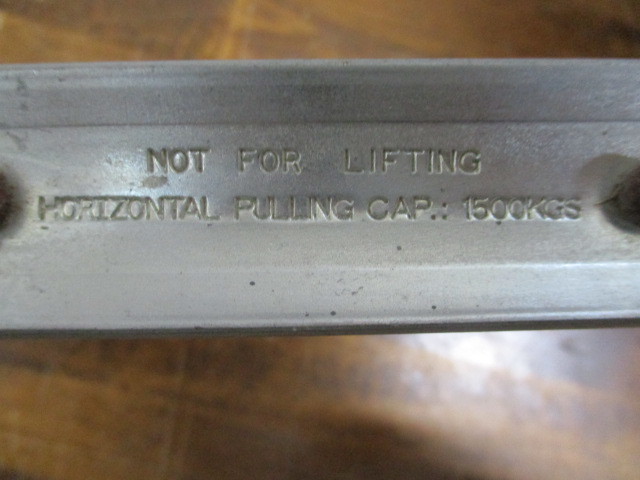 NOT FOR LIFTING
HORIZONTAL PULLING CAP.: 1500KGS